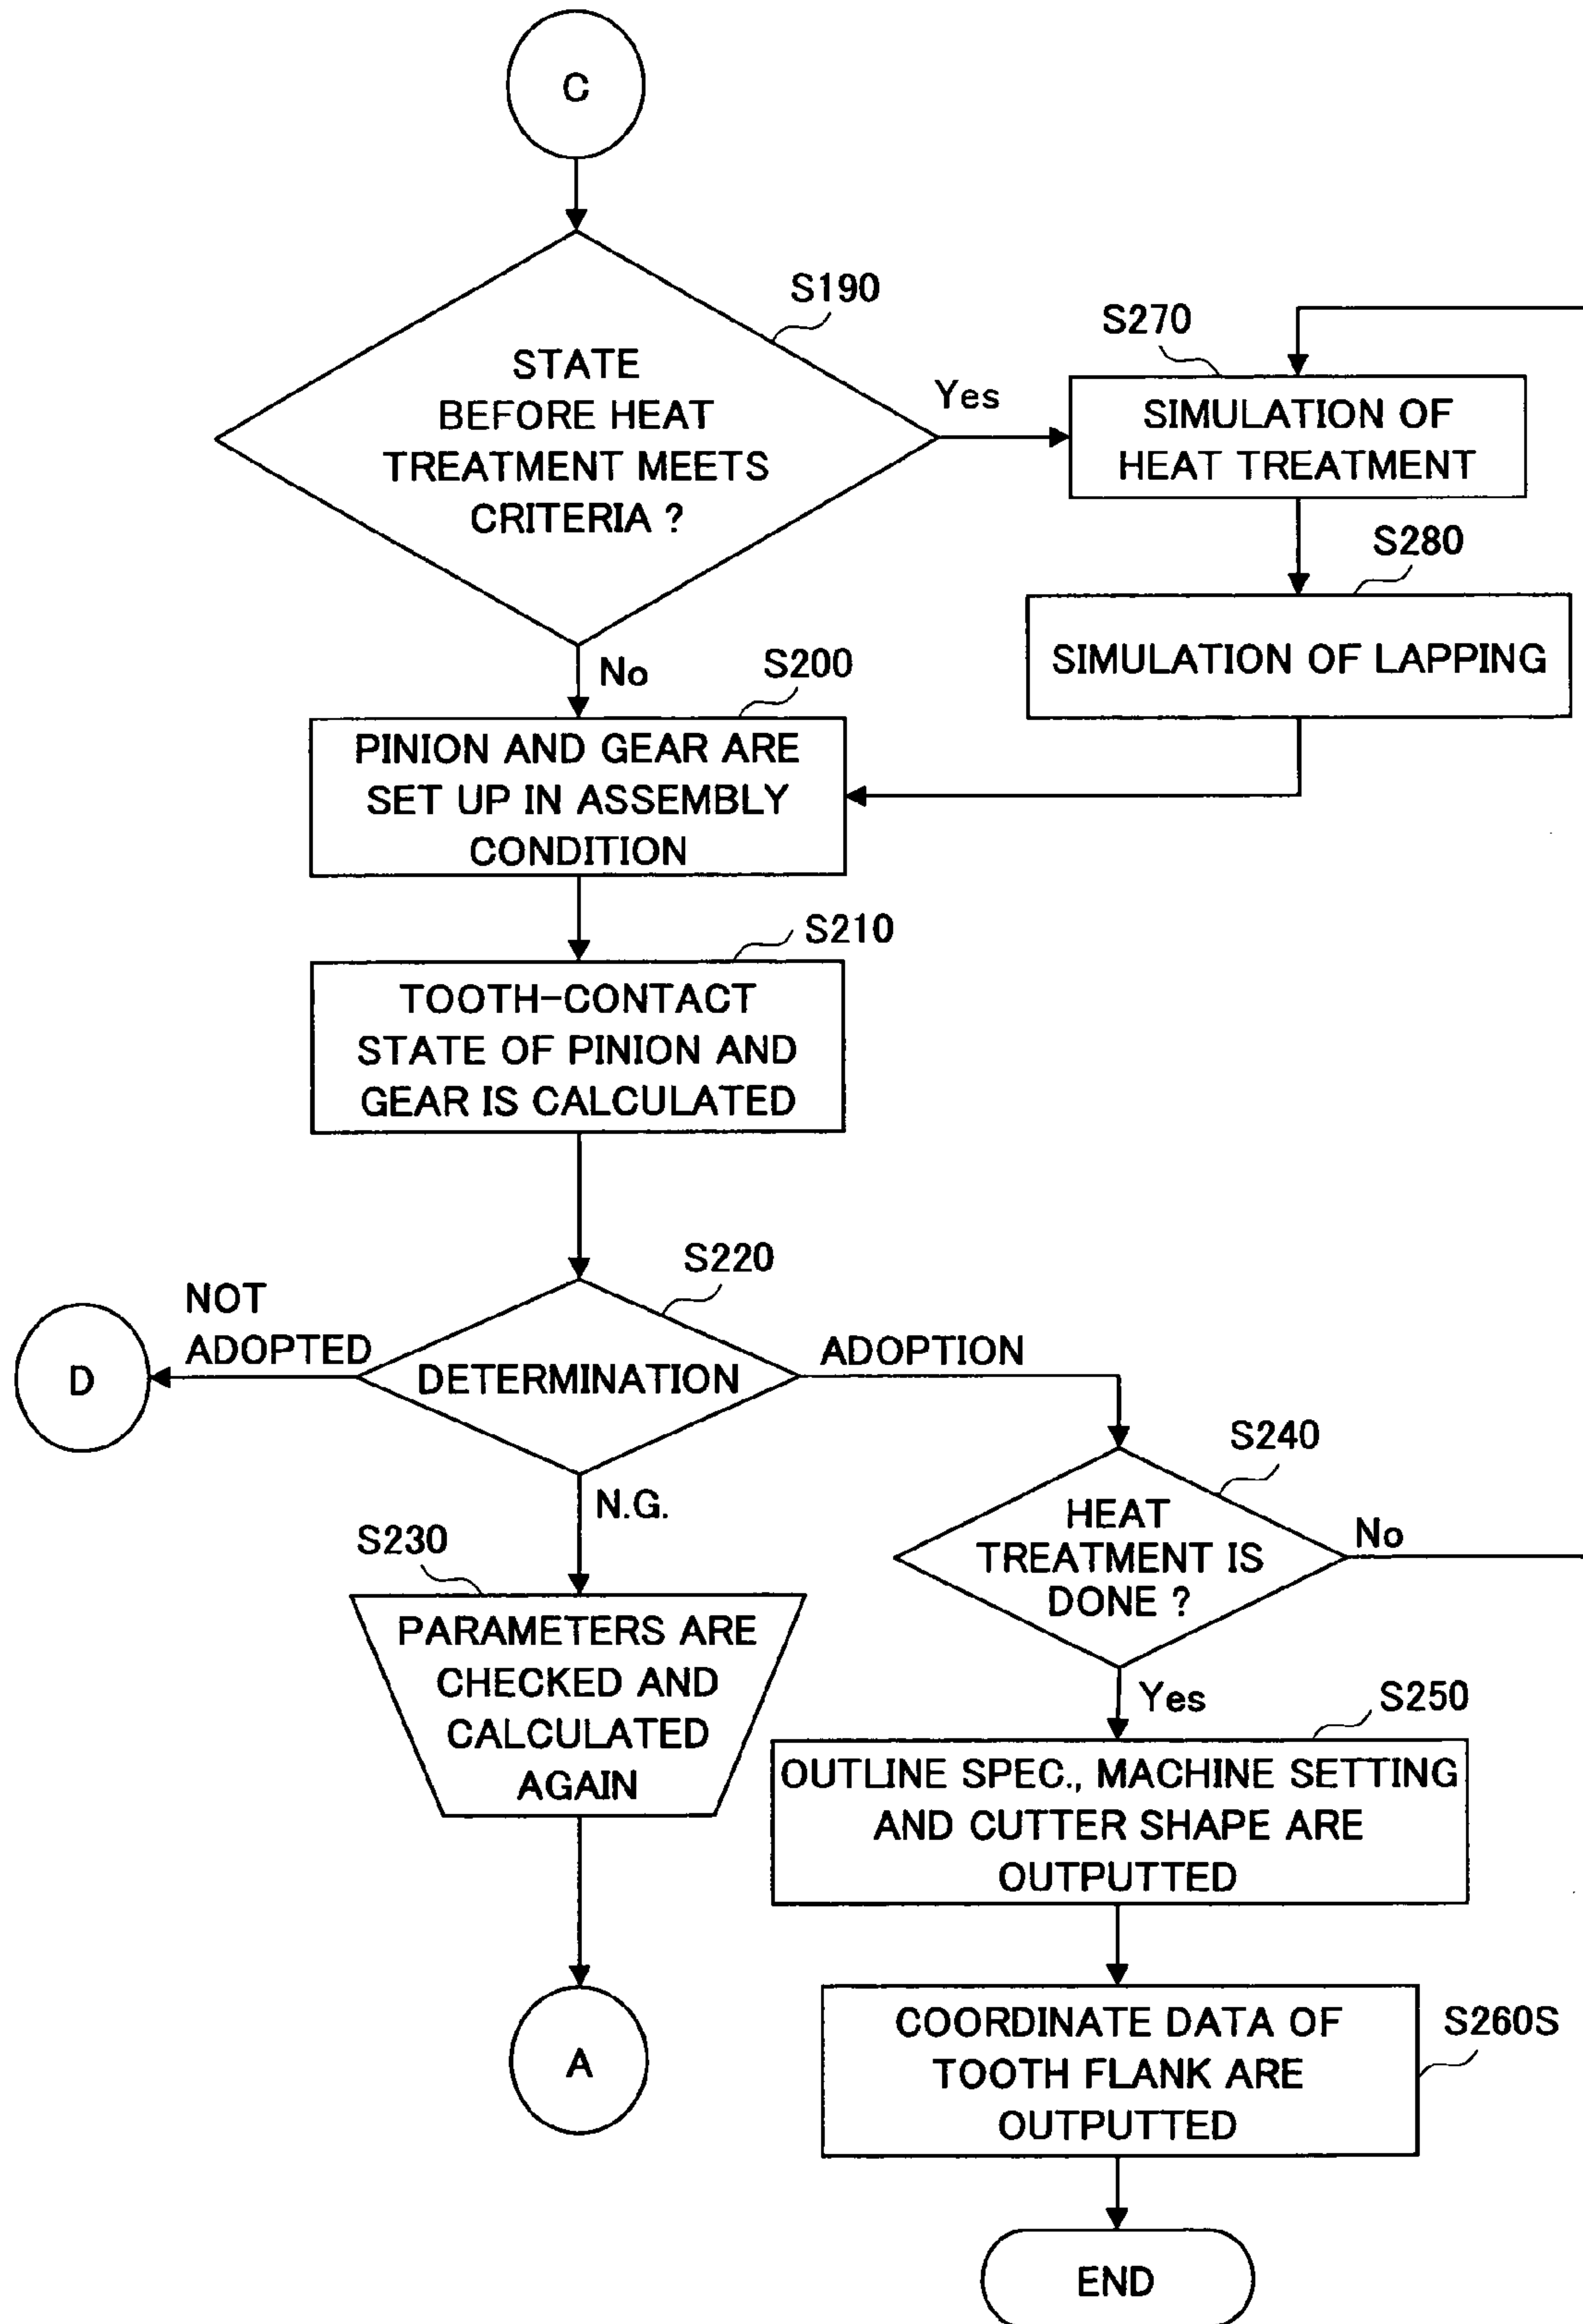 C
S190
STATE
BEFORE HEAT
TREATMENT MEETS
CRITERIA ?
Yes
No
S270
SIMULATION OF
HEAT TREATMENT
S280
SIMULATION OF LAPPING
S200
PINION AND GEAR ARE
SET UP IN ASSEMBLY
CONDITION
S210
TOOTH-CONTACT
STATE OF PINION AND
GEAR IS CALCULATED
S220
DETERMINATION
NOT
ADOPTED
D
ADOPTION
N.G.
S230
PARAMETERS ARE
CHECKED AND
CALCULATED
AGAIN
A
S240
HEAT
TREATMENT IS
DONE ?
No
Yes
S250
OUTLINE SPEC., MACHINE SETTING
AND CUTTER SHAPE ARE
OUTPUTTED
S260S
COORDINATE DATA OF
TOOTH FLANK ARE
OUTPUTTED
END